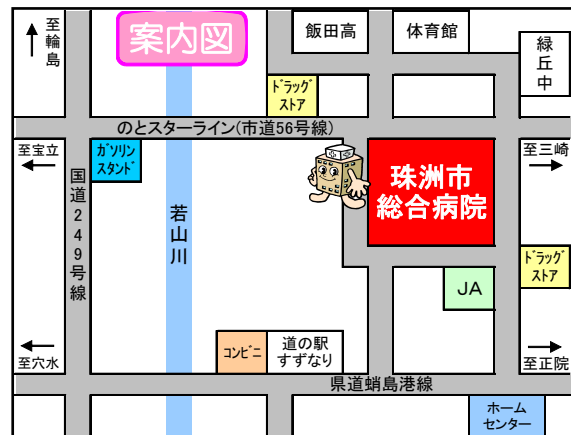 至輪島
案内図
飯田高
体育館
緑丘中
ﾄﾞﾗｯｸﾞ
ｽﾄｱ
のとスターライン(市道56号線)
至宝立
ｶﾞｿﾘﾝ
ｽﾀﾝﾄﾞ
珠洲市
総合病院
至三崎
国道249号線
若山川
ﾄﾞﾗｯｸﾞ
ｽﾄｱ
JA
至穴水
ｺﾝﾋﾞﾆ
道の駅
すずなり
至正院
県道蛸島港線
ホーム
センター